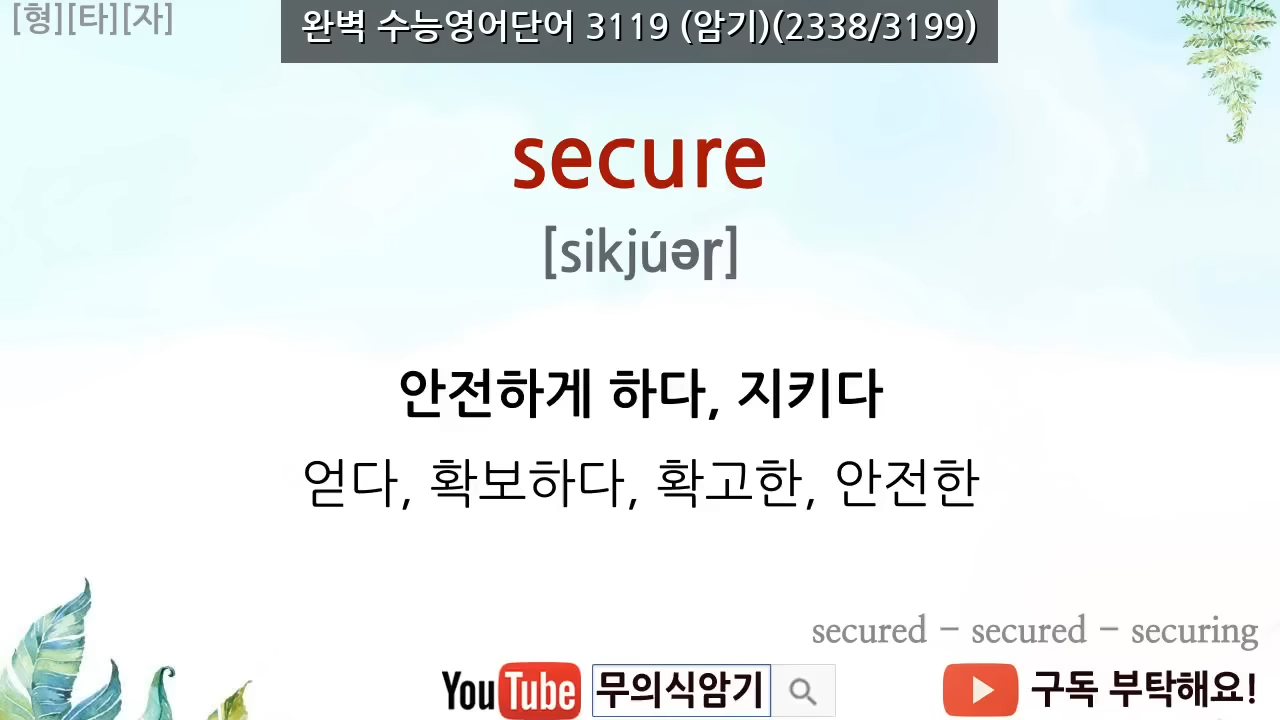 [형][타][자]
완벽 수능영어단어 3119 (암기)(2338/3199)
secure
[sikjúəɼ]
안전하게 하다, 지키다
얻다, 확보하다, 확고한, 안전한
secured - secured - securing
YouTube 무의식암기 구독 부탁해요!